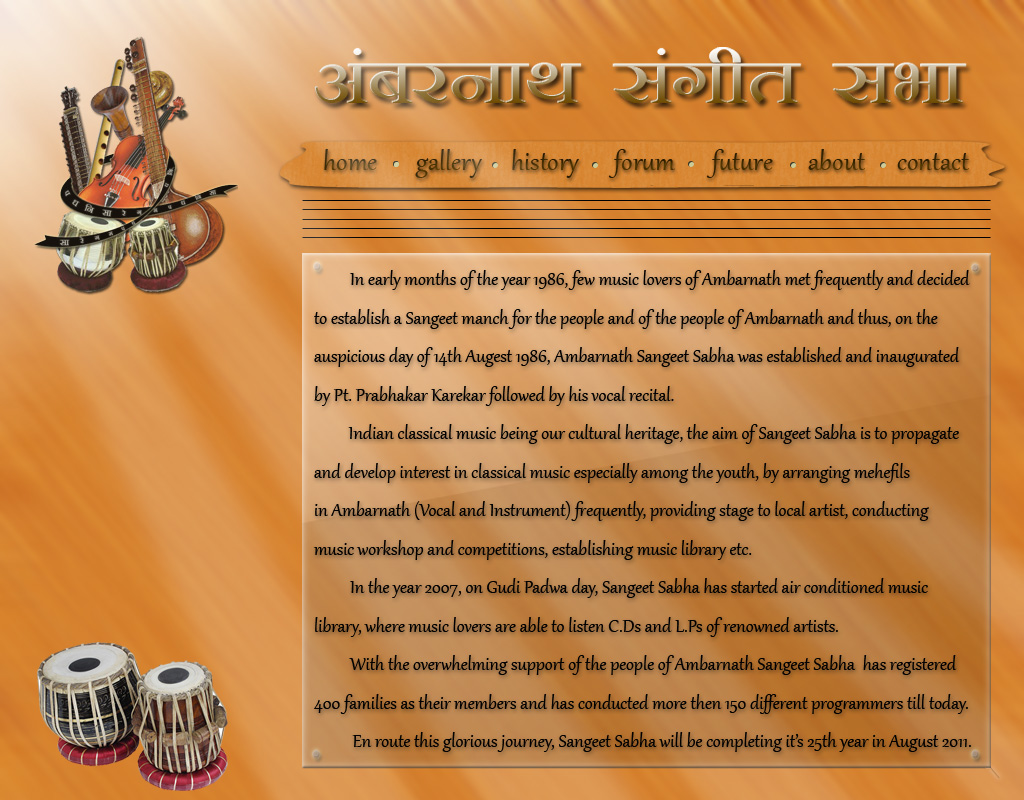 अंबरनाथ संगीत सभा
home gallery history forum future about contact
In early months of the year 1986, few music lovers of Ambarnath met frequently and decided
to establish a Sangeet manch for the people and of the people of Ambarnath and thus, on the
auspicious day of 14th Augest 1986, Ambarnath Sangeet Sabha was established and inaugurated
by Pt. Prabhakar Karekar followed by his vocal recital.
Indian classical music being our cultural heritage, the aim of Sangeet Sabha is to propagate
and develop interest in classical music especially among the youth, by arranging mehefils
in Ambarnath (Vocal and Instrument) frequently, providing stage to local artist, conducting
music workshop and competitions, establishing music library etc.
In the year 2007, on Gudi Padwa day, Sangeet Sabha has started air conditioned music
library, where music lovers are able to listen C.Ds and L.Ps of renowned artists.
With the overwhelming support of the people of Ambarnath Sangeet Sabha has registered
400 families as their members and has conducted more then 150 different programmers till today.
En route this glorious journey, Sangeet Sabha will be completing it's 25th year in August 2011.